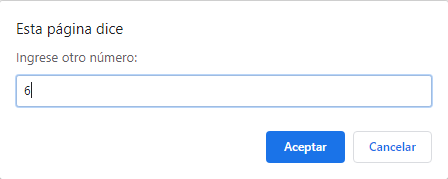 Esta página dice
Ingrese otro número:
6
Aceptar Cancelar